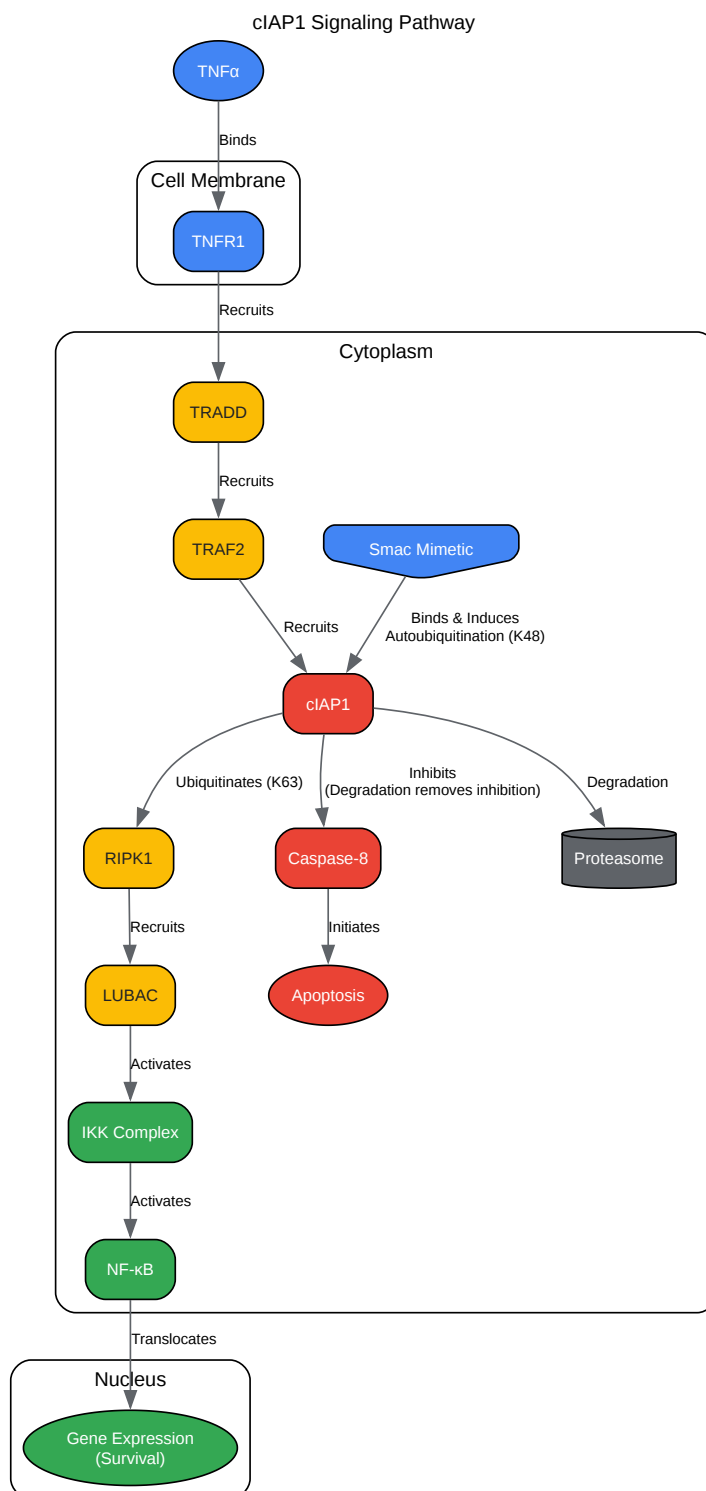 cIAP1 Signaling Pathway
TNFα
Binds
Cell Membrane
TNFR1
Recruits
Cytoplasm
TRADD
Recruits
TRAF2
Smac Mimetic
Recruits
Binds & Induces
Autoubiquitination (K48)
cIAP1
Ubiquitinates (K63)
Inhibits
(Degradation removes inhibition)
Degradation
RIPK1
Caspase-8
Proteasome
Recruits
Initiates
LUBAC
Apoptosis
Activates
IKK Complex
Activates
NF-κB
Translocates
Nucleus
Gene Expression
(Survival)